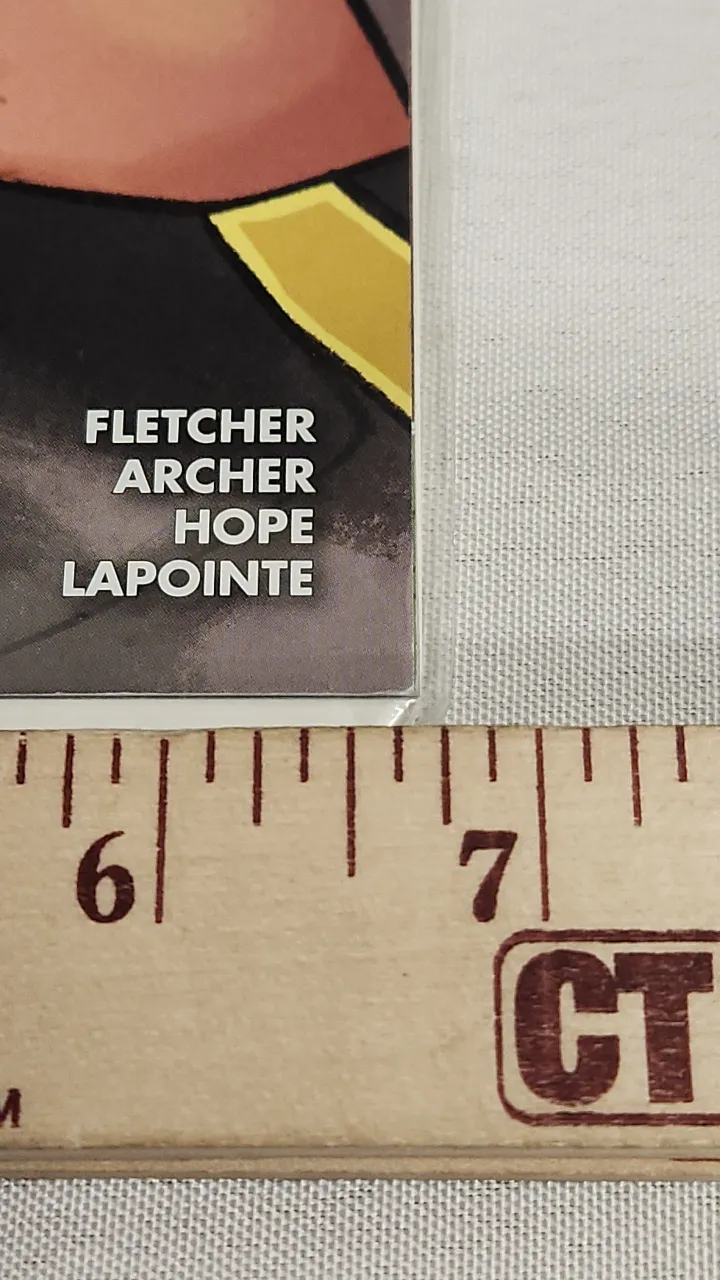 FLETCHER
ARCHER
HOPE
LAPOINTE
6 7
CT
M